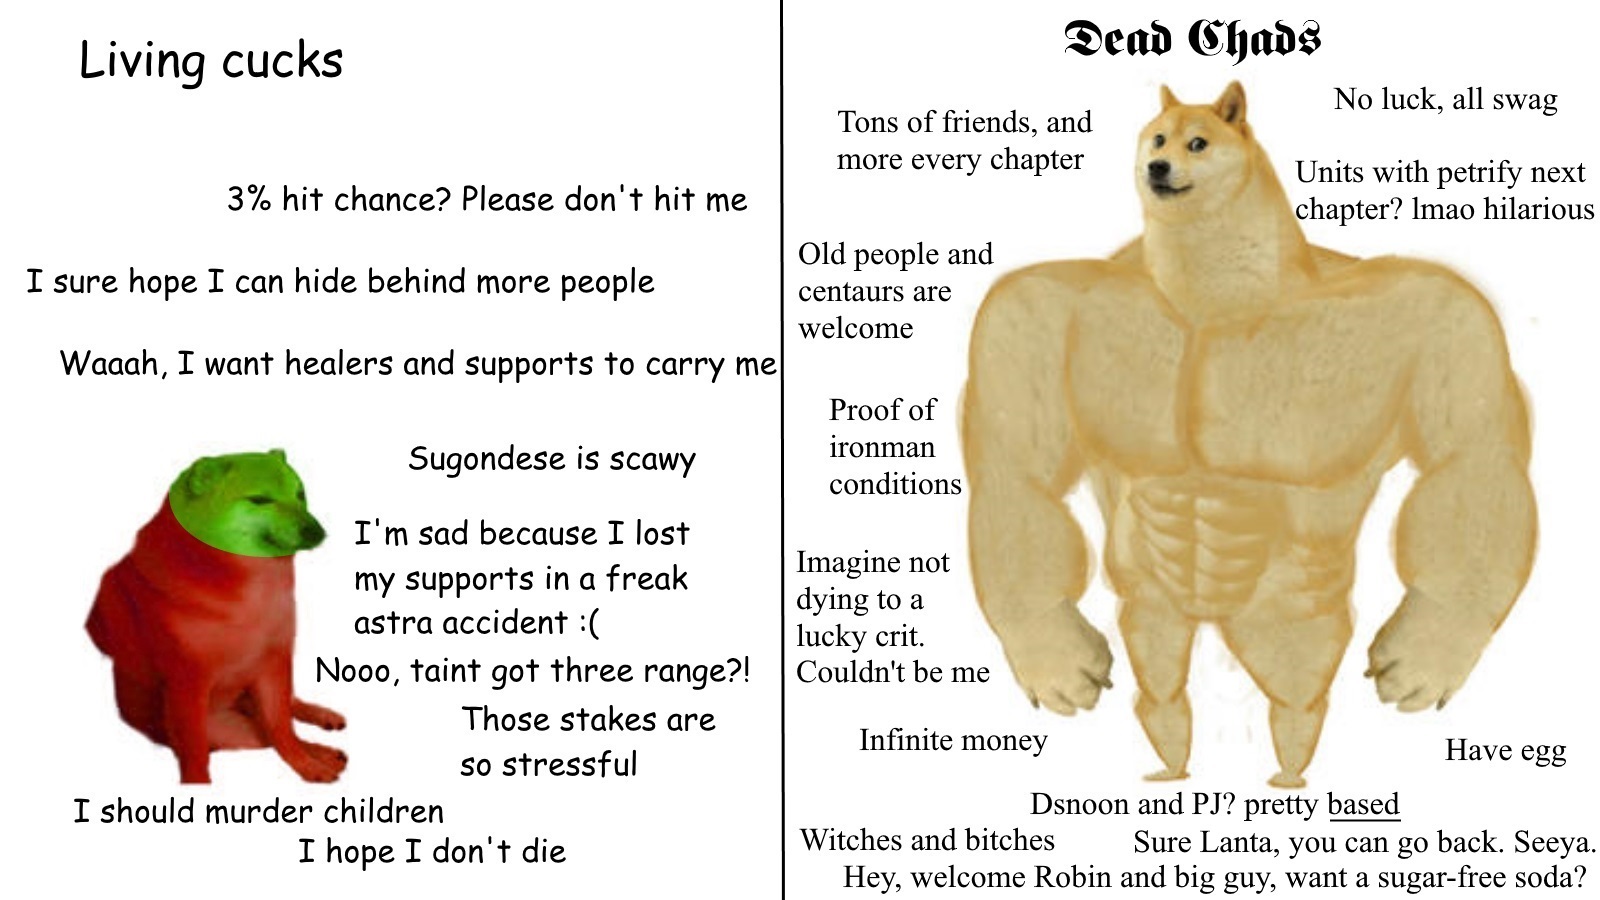 Living cucks
3% hit chance? Please don't hit me
I sure hope I can hide behind more people
Waaah, I want healers and supports to carry me
Sugondese is scawy
I'm sad because I lost
my supports in a freak
astra accident :(
Nooo, taint got three range?!
Those stakes are
so stressful
I should murder children
I hope I don't die
Dead Chads
No luck, all swag
Tons of friends, and
more every chapter
Units with petrify next
chapter? lmao hilarious
Old people and
centaurs are
welcome
Proof of
ironman
conditions
Imagine not
dying to a
lucky crit.
Couldn't be me
Infinite money
Have egg
Dsnoon and PJ? pretty based
Witches and bitches
Sure Lanta, you can go back. Seeya.
Hey, welcome Robin and big guy, want a sugar-free soda?